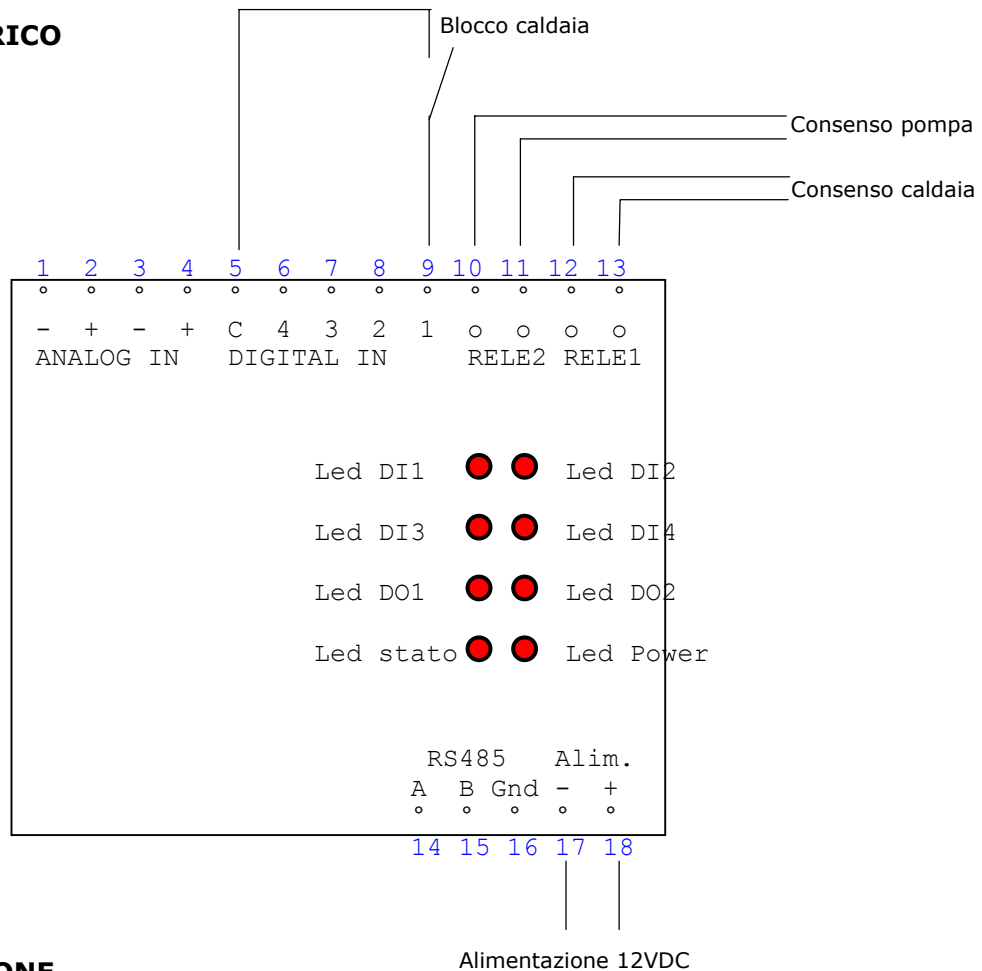 RICO
Blocco caldaia
Consenso pompa
Consenso caldaia
1 2 3 4 5 6 7 8 9 10 11 12 13
- + - + C 4 3 2 1 o o o o
ANALOG IN DIGITAL IN RELE2 RELE1
Led DI1 Led DI2
Led DI3 Led DI4
Led DO1 Led DO2
Led stato Led Power
RS485 Alim.
A B Gnd - +
14 15 16 17 18
Alimentazione 12VDC
ONE